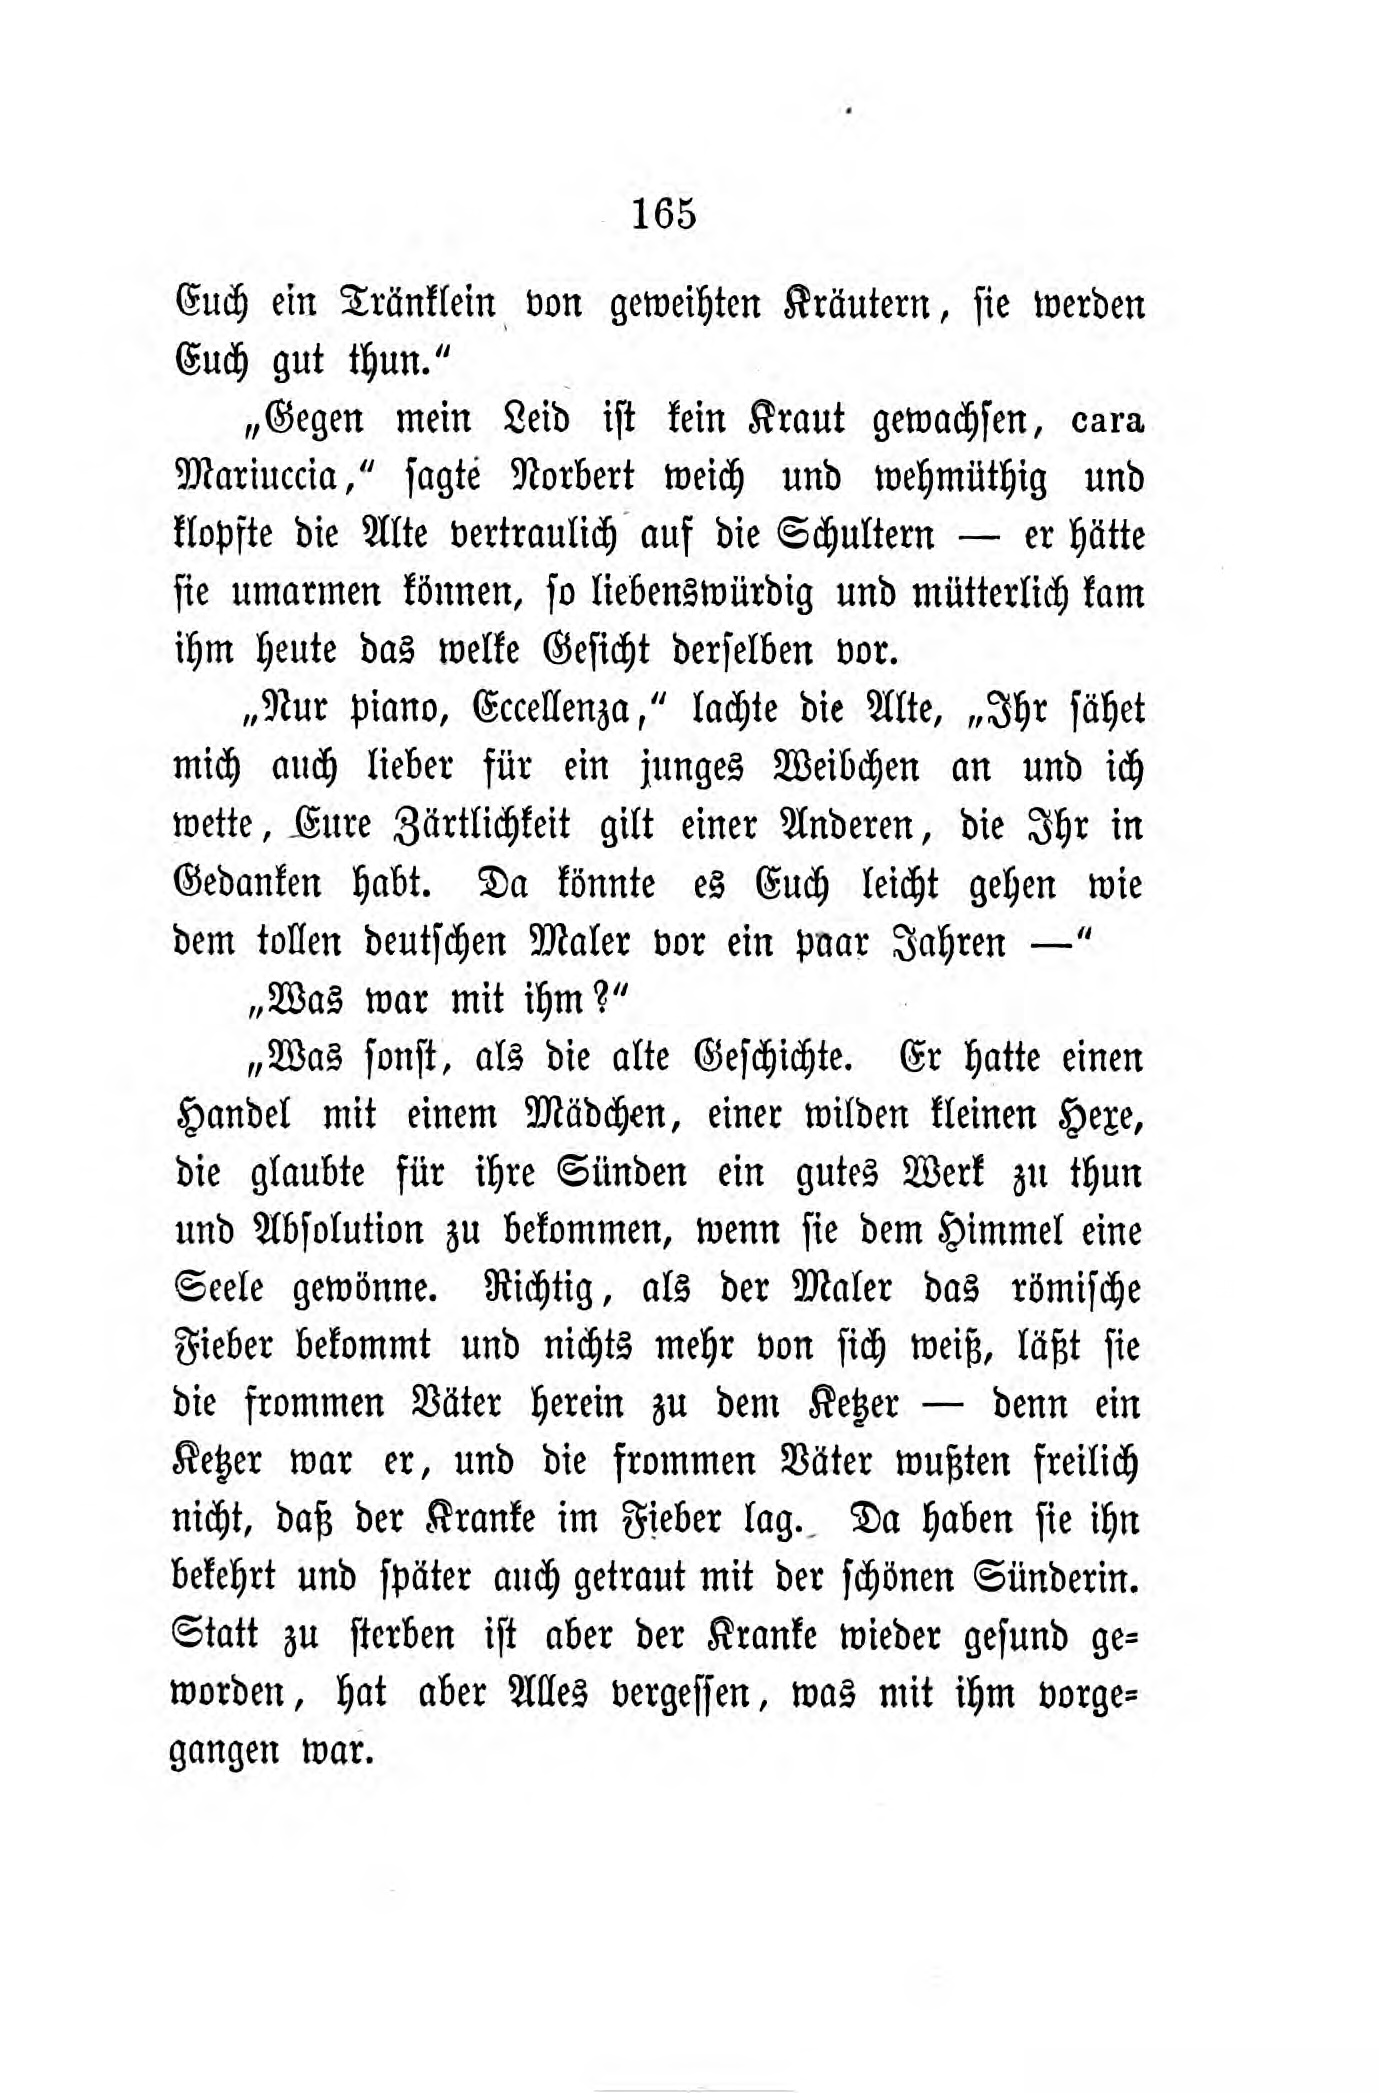 165
Euch ein Tränklein von geweihten Kräutern, sie werden
Euch gut thun.“
„Gegen mein Leid ist kein Kraut gewachsen, cara
Mariuccia,“ sagte Norbert weich und wehmüthig und
klopfte die Alte vertraulich auf die Schultern — er hätte
sie umarmen können, so liebenswürdig und mütterlich kam
ihm heute das welke Gesicht derselben vor.
„Nur piano, Eccellenza,“ lachte die Alte, „Ihr sähet
mich auch lieber für ein junges Weibchen an und ich
wette, Eure Zärtlichkeit gilt einer Anderen, die Ihr in
Gedanken habt. Da könnte es Euch leicht gehen wie
dem tollen deutschen Maler vor ein paar Jahren —“
„Was war mit ihm?“
„Was sonst, als die alte Geschichte. Er hatte einen
Handel mit einem Mädchen, einer wilden kleinen Hexe,
die glaubte für ihre Sünden ein gutes Werk zu thun
und Absolution zu bekommen, wenn sie dem Himmel eine
Seele gewönne. Richtig, als der Maler das römische
Fieber bekommt und nichts mehr von sich weiß, läßt sie
die frommen Väter herein zu dem Ketzer — denn ein
Ketzer war er, und die frommen Väter wußten freilich
nicht, daß der Kranke im Fieber lag. Da haben sie ihn
bekehrt und später auch getraut mit der schönen Sünderin.
Statt zu sterben ist aber der Kranke wieder gesund ge=
worden, hat aber Alles vergessen, was mit ihm vorge=
gangen war.